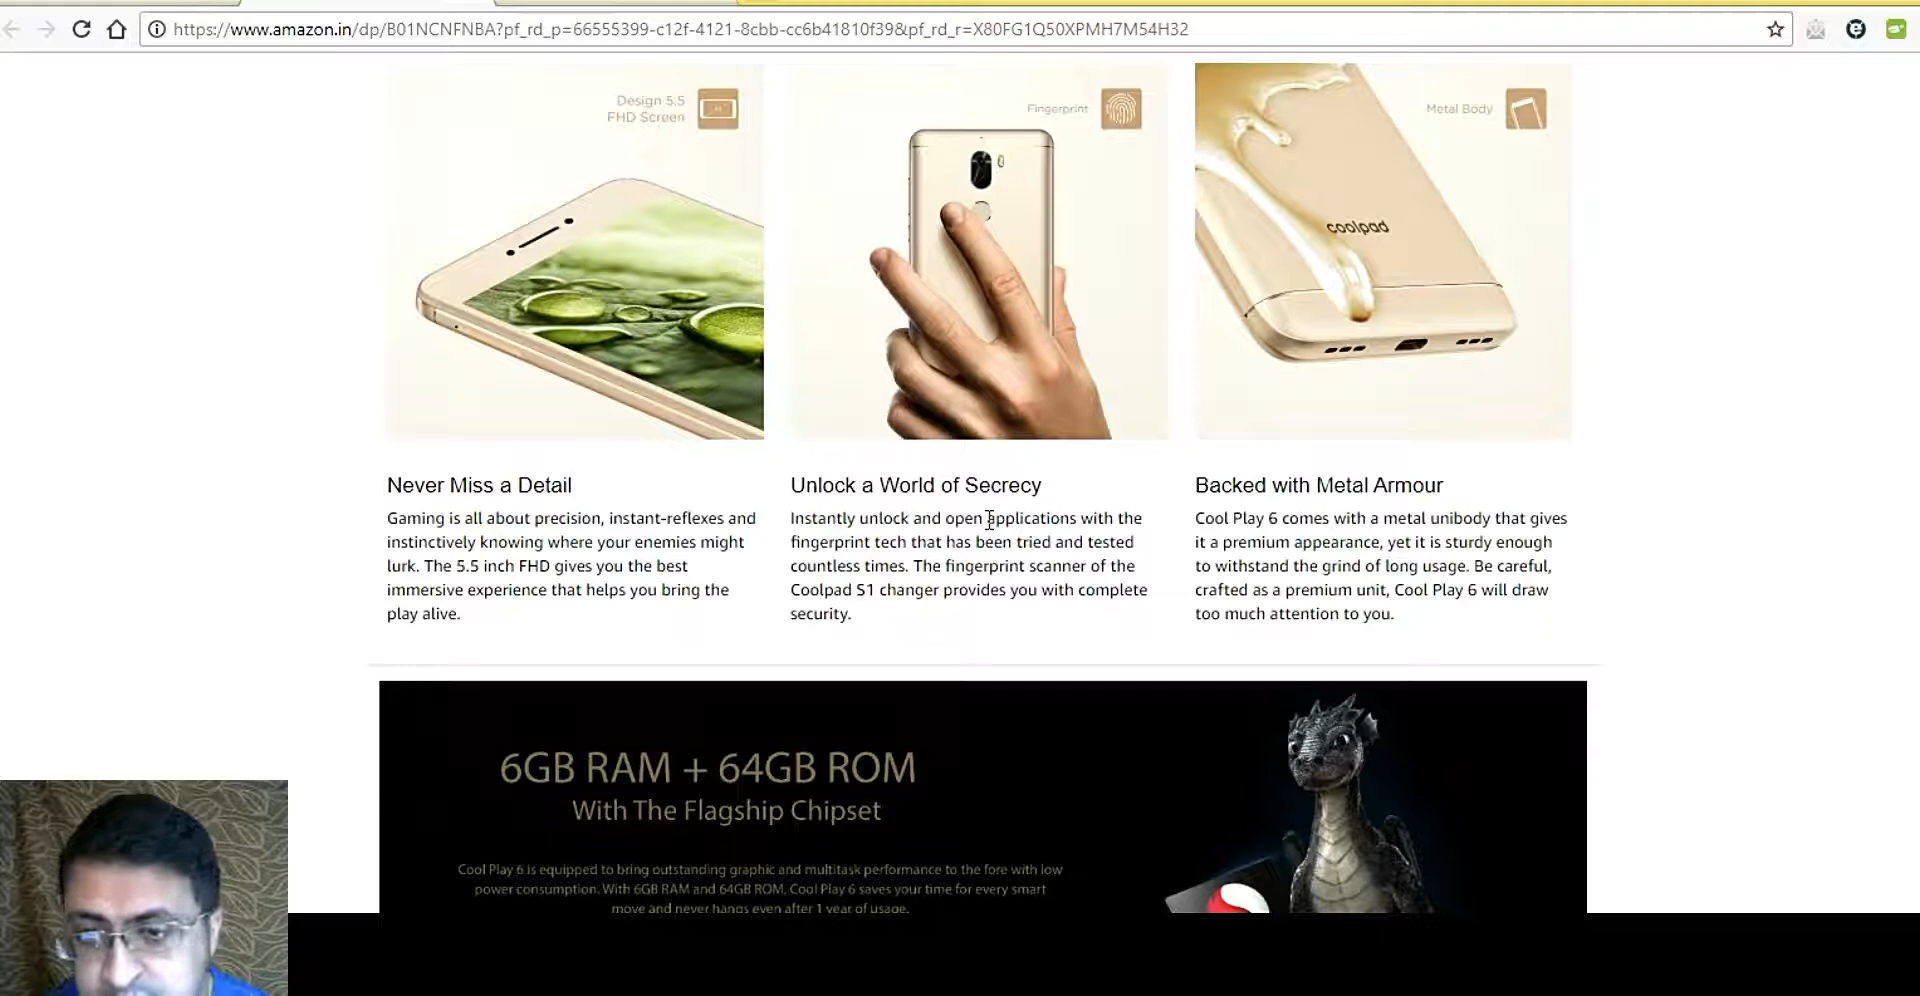 https://www.amazon.in/dp/B01NCNFNBA?pf_rd_p=66555399-c12f-4121-8cbb-cc6b41810f39&pf_rd_r=X80FG1Q50XPMH7M54H32
Design 5.5
FHD Screen
Fingerprint
Metal Body
coolpad
Never Miss a Detail
Gaming is all about precision, instant-reflexes and
instinctively knowing where your enemies might
lurk. The 5.5 inch FHD gives you the best
immersive experience that helps you bring the
play alive.
Unlock a World of Secrecy
Instantly unlock and open applications with the
fingerprint tech that has been tried and tested
countless times. The fingerprint scanner of the
Coolpad S1 changer provides you with complete
security.
Backed with Metal Armour
Cool Play 6 comes with a metal unibody that gives
it a premium appearance, yet it is sturdy enough
to withstand the grind of long usage. Be careful,
crafted as a premium unit, Cool Play 6 will draw
too much attention to you.
6GB RAM + 64GB ROM
With The Flagship Chipset
Cool Play 6 is equipped to bring outstanding graphic and multitask performance to the fore with low
power consumption. With 6GB RAM and 64GB ROM, Cool Play 6 saves your time for every smart
move and never hangs even after 1 year of usage.